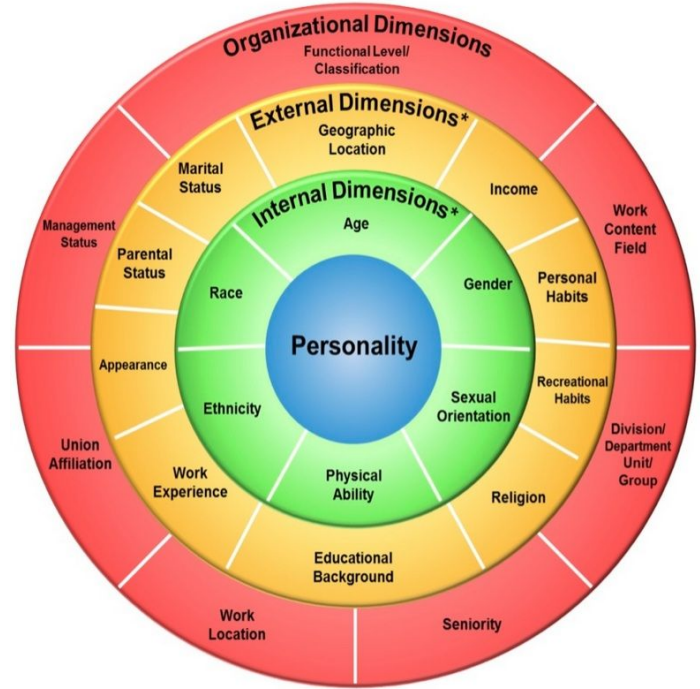 Organizational Dimensions
Functional Level/
Classification
External Dimensions*
Geographic
Location
Internal Dimensions*
Age
Personality
Marital
Status
Income
Management
Status
Work
Content
Field
Parental
Status
Personal
Habits
Race
Gender
Appearance
Recreational
Habits
Ethnicity
Sexual
Orientation
Union
Affiliation
Division/
Department
Unit/
Group
Work
Experience
Physical
Ability
Religion
Educational
Background
Work
Location
Seniority